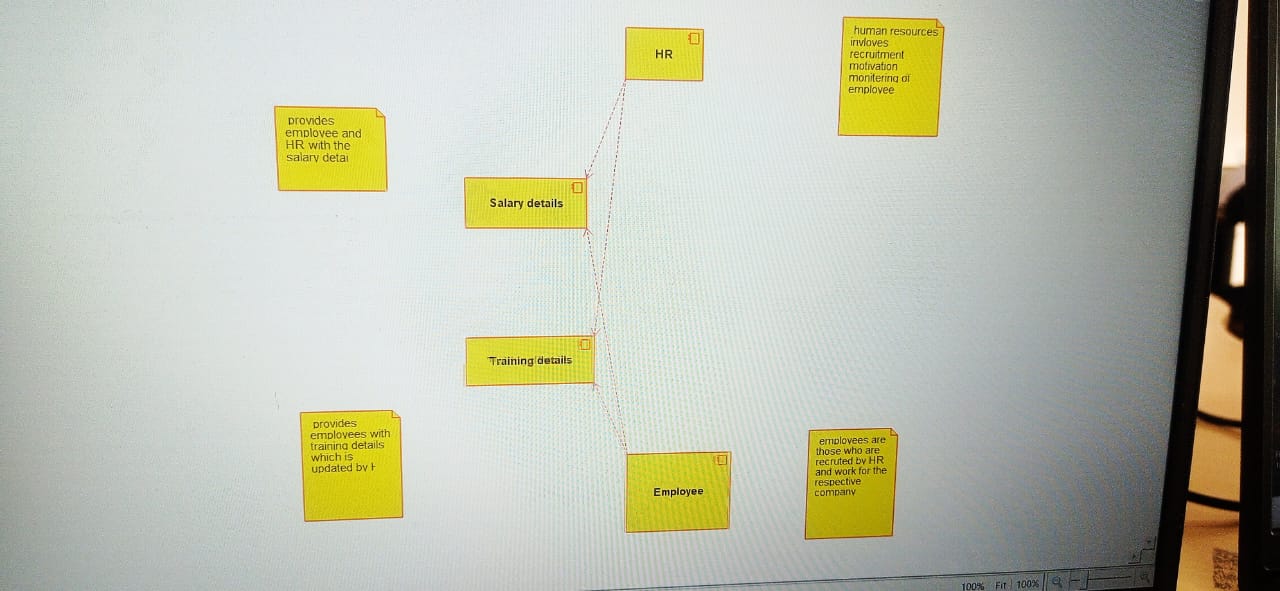 HR
human resources
invloves
recruitment
motivation
monitering of
employee
provides
employee and
HR with the
salary detai
Salary details
Training details
provides
employees with
training details
which is
updated by H
Employee
employees are
those who are
recruted by HR
and work for the
respective
company
100% Fit 100%